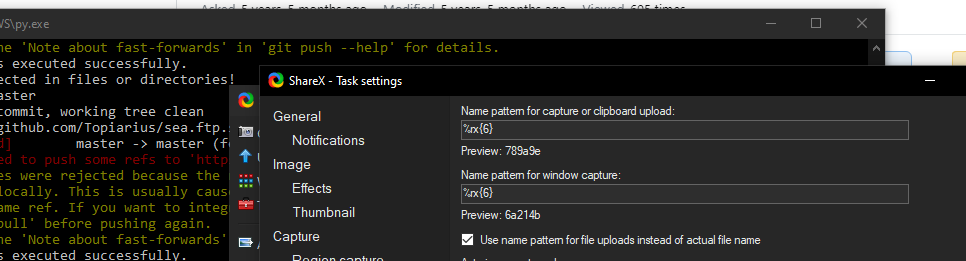 Asked 5 years, 5 months ago Modified 5 years, 5 months ago Viewed 695 times
WS\py.exe
he 'Note about fast-forwards' in 'git push --help' for details.
s executed successfully.
ected in files or directories!
aster
commit, working tree clean
github.com/Topiarius/sea.ftp.s
d] master -> master (fe
ed to push some refs to 'http
es were rejected because the
locally. This is usually cause
ame ref. If you want to integ
pull' before pushing again.
he 'Note about fast-forwards'
s executed successfully.
ShareX - Task settings
General
Notifications
Image
Effects
Thumbnail
Capture
Region capture
Name pattern for capture or clipboard upload:
%rx{6}
Preview: 789a9e
Name pattern for window capture:
%rx{6}
Preview: 6a214b
Use name pattern for file uploads instead of actual file name